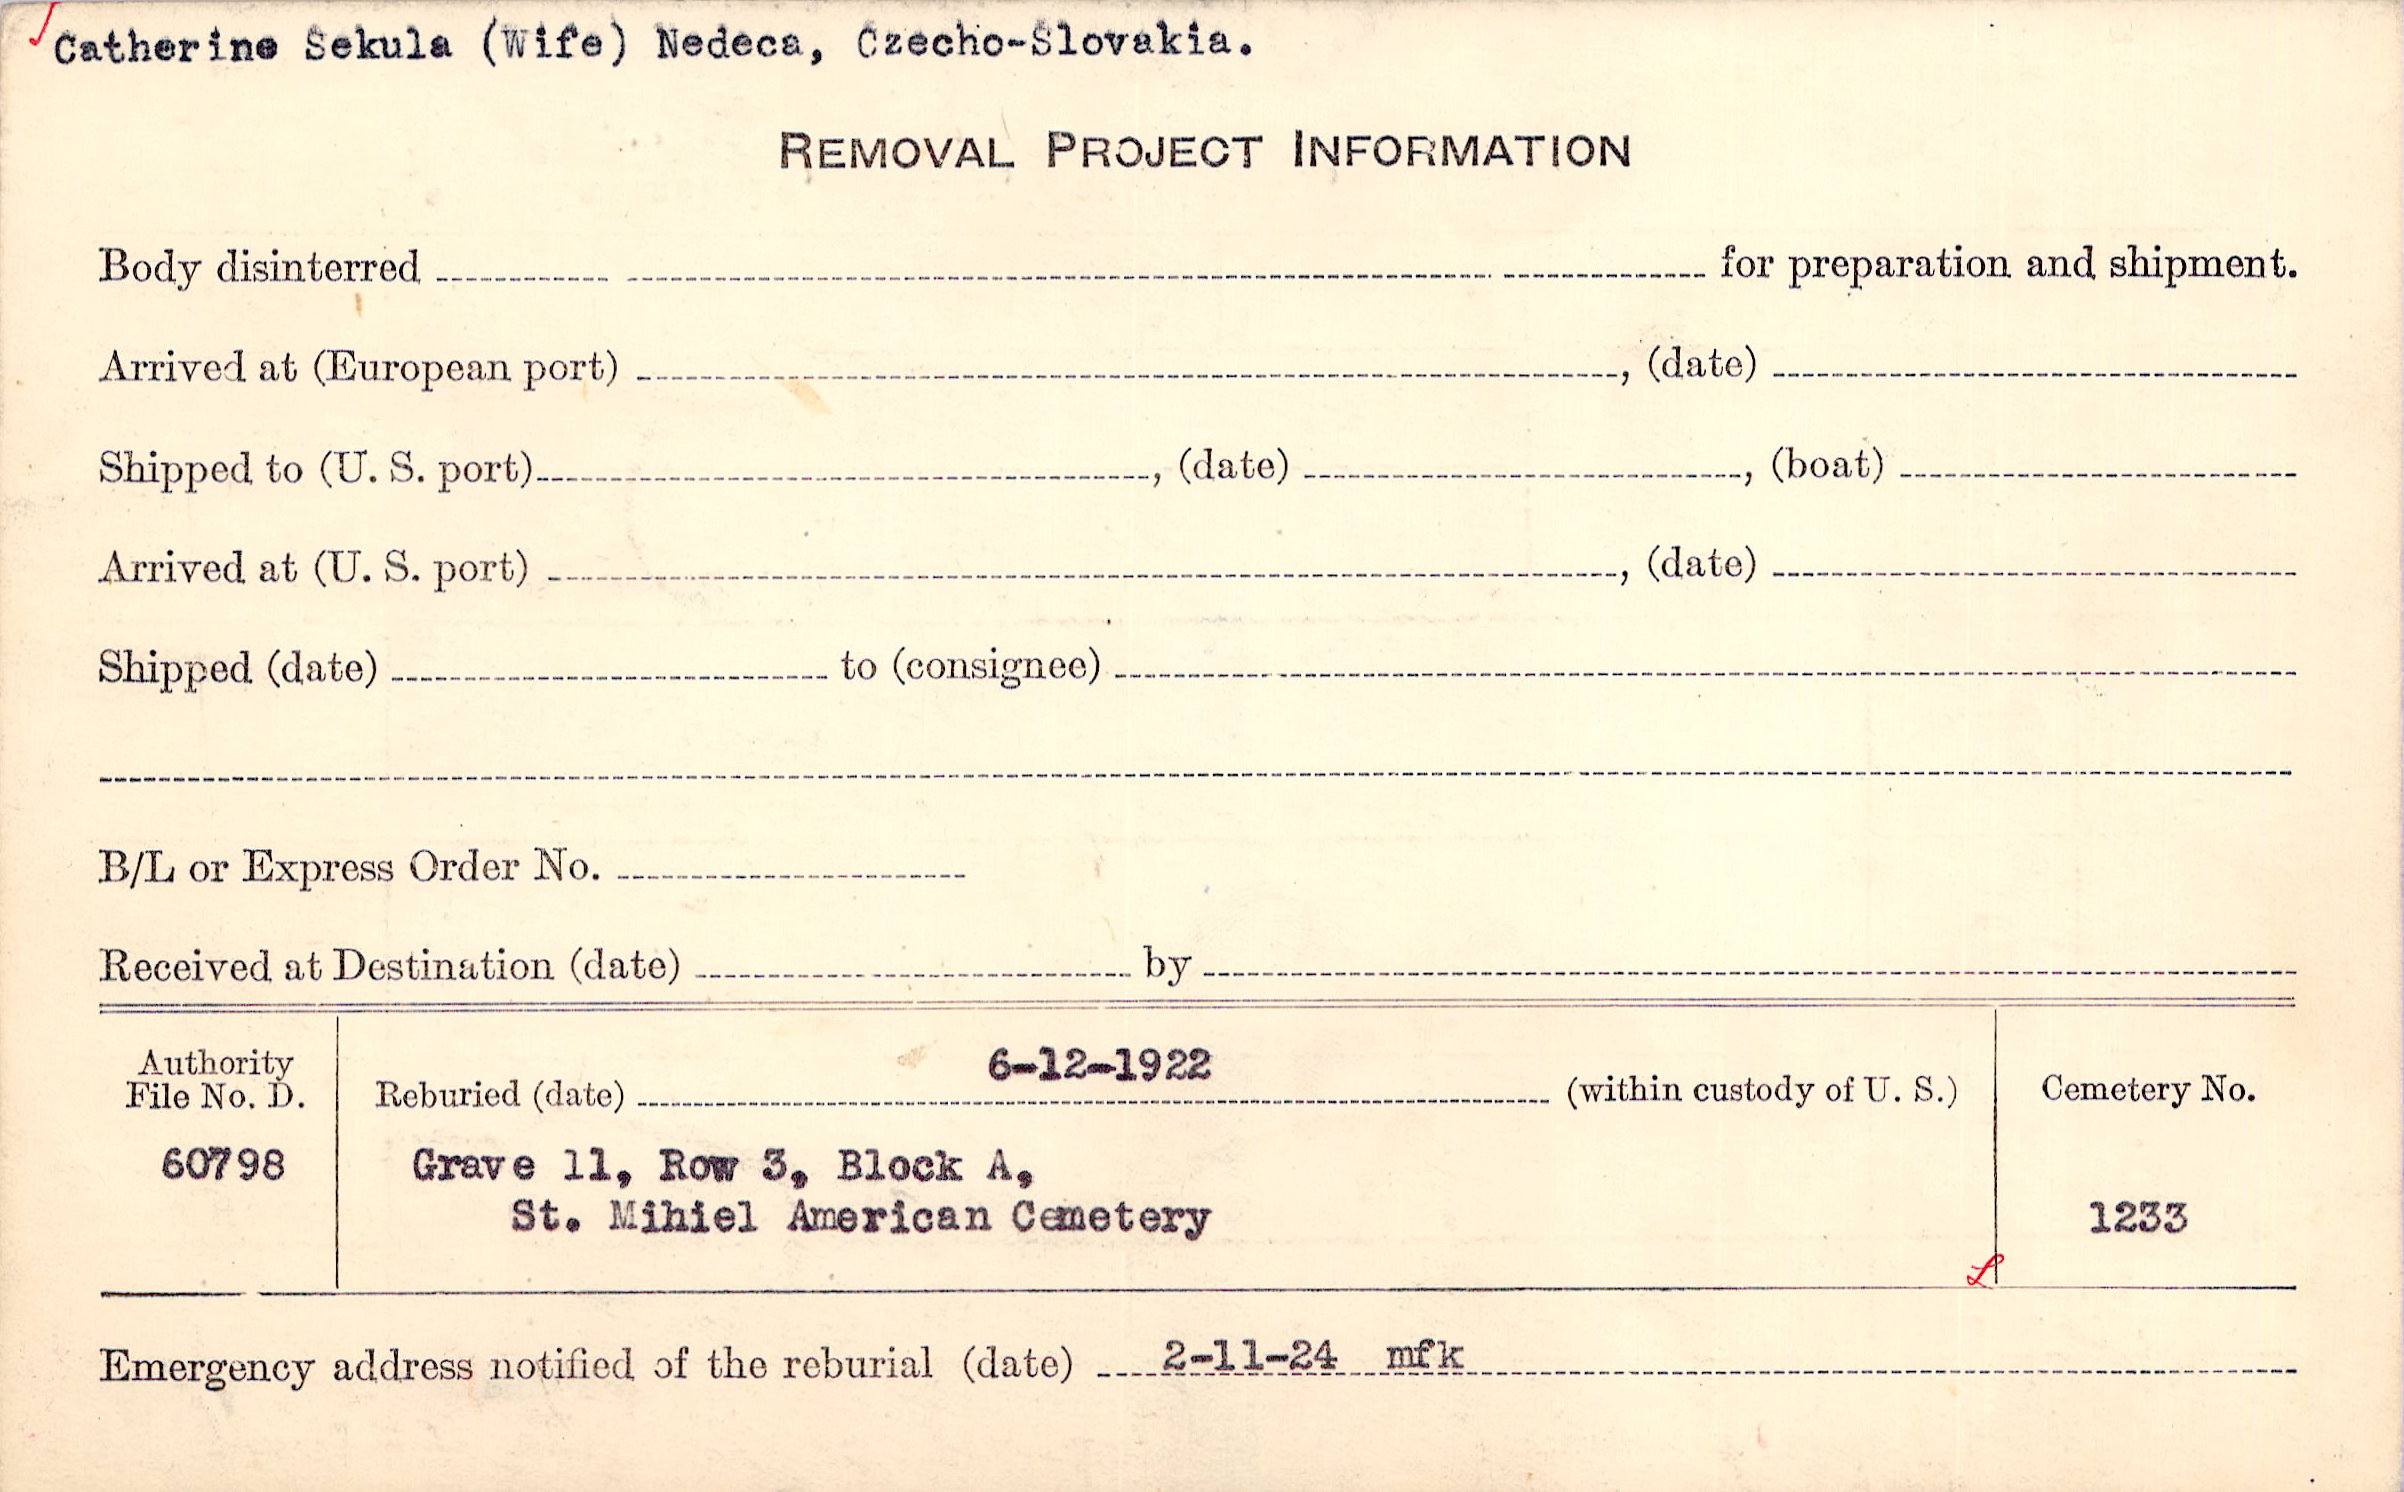 Catherine Sekula (Wife) Nedeca, Czecho-Slovakia.
REMOVAL PROJECT INFORMATION
Body disinterred for preparation and shipment.
Arrived at (European port) , (date)
Shipped to (U. S. port) , (date) , (boat)
Arrived at (U. S. port) , (date)
Shipped (date) to (consignee)
B/L or Express Order No.
Received at Destination (date) by
Authority
File No. D.
60798
6-12-1922
Reburied (date) (within custody of U. S.)
Grave 11, Row 3, Block A,
St. Mihiel American Cemetery
Cemetery No.
1233
L
Emergency address notified of the reburial (date) 2-11-24 mfk